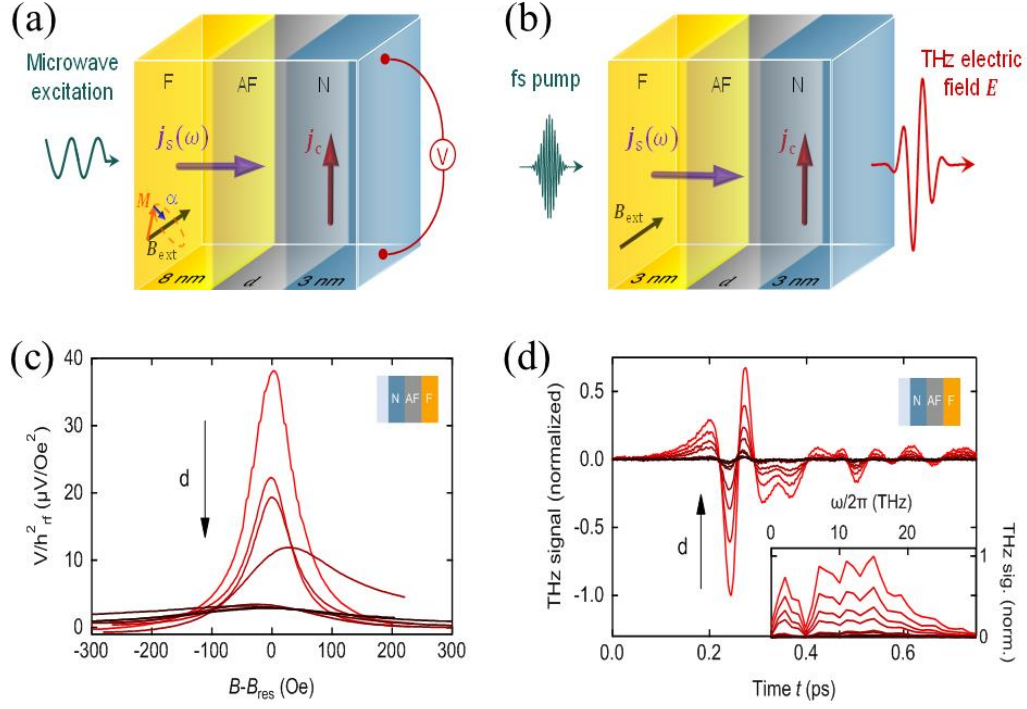 (a)
Microwave
excitation
F
AF
N
js(ω)
jc
V
M
α
Bext
8 nm
d
3 nm
(b)
fs pump
F
AF
N
THz electric
field E
js(ω)
jc
Bext
3 nm
d
3 nm
(c)
V/h²rf (μV/Oe²)
40
30
20
10
0
d
N AF F
-300 -200 -100 0 100 200 300
B-Bres (Oe)
(d)
THz signal (normalized)
0.5
0.0
-0.5
-1.0
d
N AF F
ω/2π (THz)
0 10 20
THz sig. (norm.)
1
0
0.0 0.2 0.4 0.6
Time t (ps)